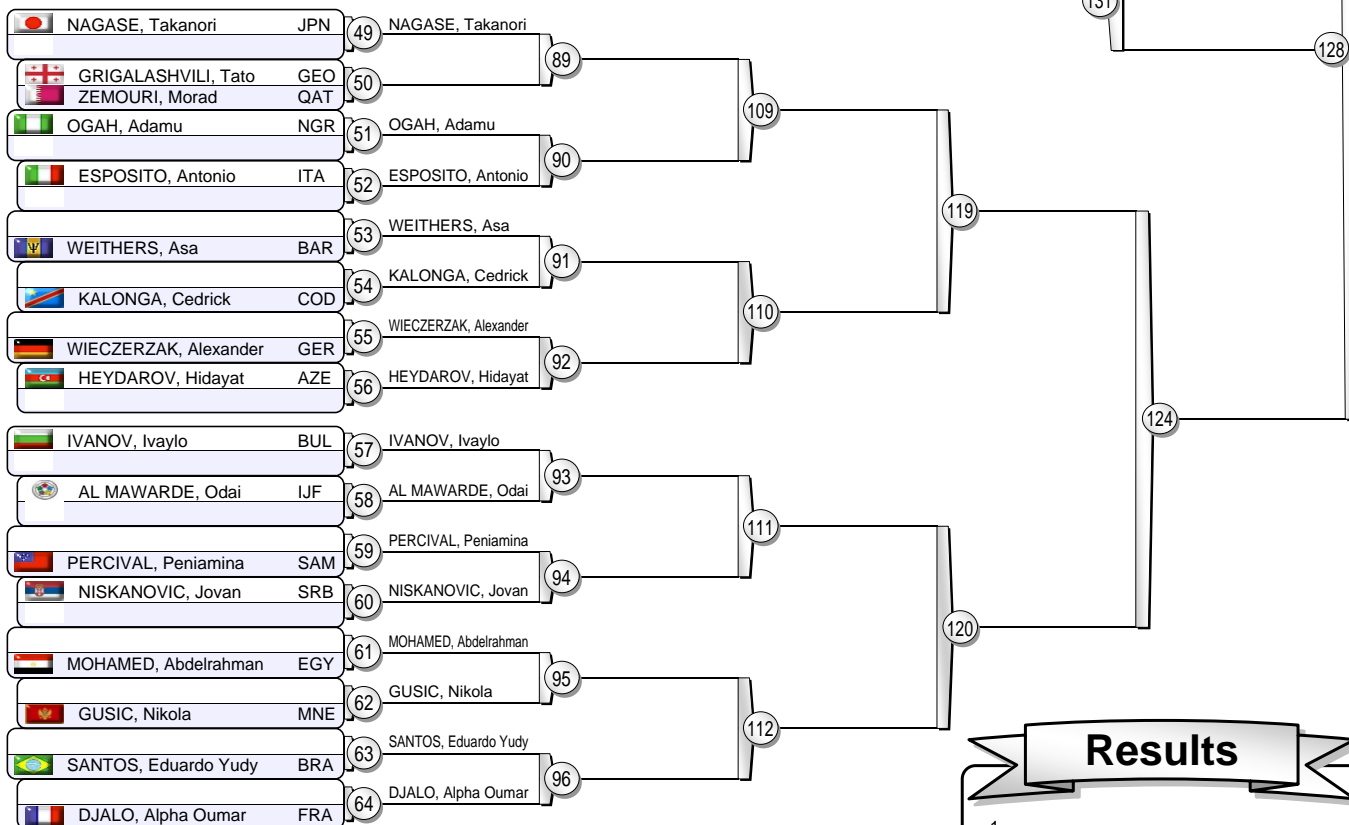 131
128
NAGASE, Takanori JPN 49 NAGASE, Takanori
89
GRIGALASHVILI, Tato GEO
50
ZEMOURI, Morad QAT
109
OGAH, Adamu NGR 51 OGAH, Adamu
90
ESPOSITO, Antonio ITA 52 ESPOSITO, Antonio
119
WEITHERS, Asa BAR 53 WEITHERS, Asa
91
KALONGA, Cedrick COD 54 KALONGA, Cedrick
110
WIECZERZAK, Alexander GER 55 WIECZERZAK, Alexander
92
HEYDAROV, Hidayat AZE 56 HEYDAROV, Hidayat
124
IVANOV, Ivaylo BUL 57 IVANOV, Ivaylo
93
AL MAWARDE, Odai IJF 58 AL MAWARDE, Odai
111
PERCIVAL, Peniamina SAM 59 PERCIVAL, Peniamina
94
NISKANOVIC, Jovan SRB 60 NISKANOVIC, Jovan
120
MOHAMED, Abdelrahman EGY 61 MOHAMED, Abdelrahman
95
GUSIC, Nikola MNE 62 GUSIC, Nikola
112
SANTOS, Eduardo Yudy BRA 63 SANTOS, Eduardo Yudy
96
DJALO, Alpha Oumar FRA 64 DJALO, Alpha Oumar
Results